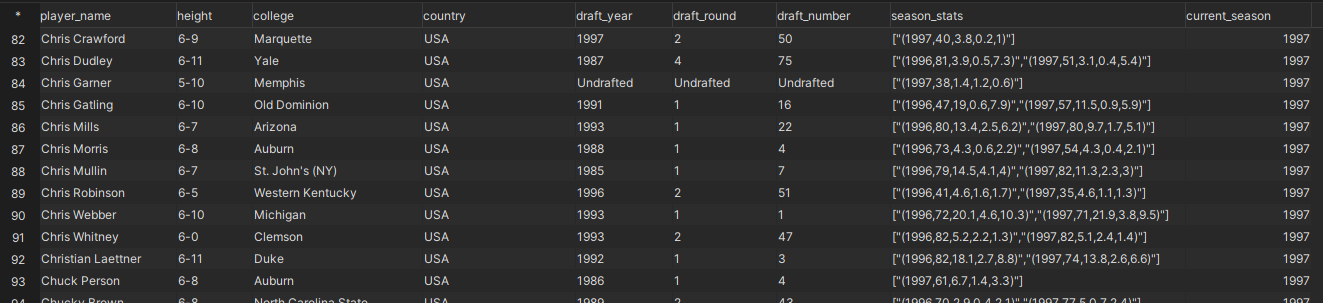 * player_name height college country draft_year draft_round draft_number season_stats current_season
82 Chris Crawford 6-9 Marquette USA 1997 2 50 ["(1997,40,3.8,0.2,1)"] 1997
83 Chris Dudley 6-11 Yale USA 1987 4 75 ["(1996,81,3.9,0.5,7.3)","(1997,51,3.1,0.4,5.4)"] 1997
84 Chris Garner 5-10 Memphis USA Undrafted Undrafted Undrafted ["(1997,38,1.4,1.2,0.6)"] 1997
85 Chris Gatling 6-10 Old Dominion USA 1991 1 16 ["(1996,47,19,0.6,7.9)","(1997,57,11.5,0.9,5.9)"] 1997
86 Chris Mills 6-7 Arizona USA 1993 1 22 ["(1996,80,13.4,2.5,6.2)","(1997,80,9.7,1.7,5.1)"] 1997
87 Chris Morris 6-8 Auburn USA 1988 1 4 ["(1996,73,4.3,0.6,2.2)","(1997,54,4.3,0.4,2.1)"] 1997
88 Chris Mullin 6-7 St. John's (NY) USA 1985 1 7 ["(1996,79,14.5,4.1,4)","(1997,82,11.3,2.3,3)"] 1997
89 Chris Robinson 6-5 Western Kentucky USA 1996 2 51 ["(1996,41,4.6,1.6,1.7)","(1997,35,4.6,1.1,1.3)"] 1997
90 Chris Webber 6-10 Michigan USA 1993 1 1 ["(1996,72,20.1,4.6,10.3)","(1997,71,21.9,3.8,9.5)"] 1997
91 Chris Whitney 6-0 Clemson USA 1993 2 47 ["(1996,82,5.2,2.2,1.3)","(1997,82,5.1,2.4,1.4)"] 1997
92 Christian Laettner 6-11 Duke USA 1992 1 3 ["(1996,82,18.1,2.7,8.8)","(1997,74,13.8,2.6,6.6)"] 1997
93 Chuck Person 6-8 Auburn USA 1986 1 4 ["(1997,61,6.7,1.4,3.3)"] 1997
94 Chucky Brown 6-8 North Carolina State USA 1989 2 43 ["(1996,70,2.9,0.4,2.1)","(1997,77,5,0.7,2.4)"] 1997